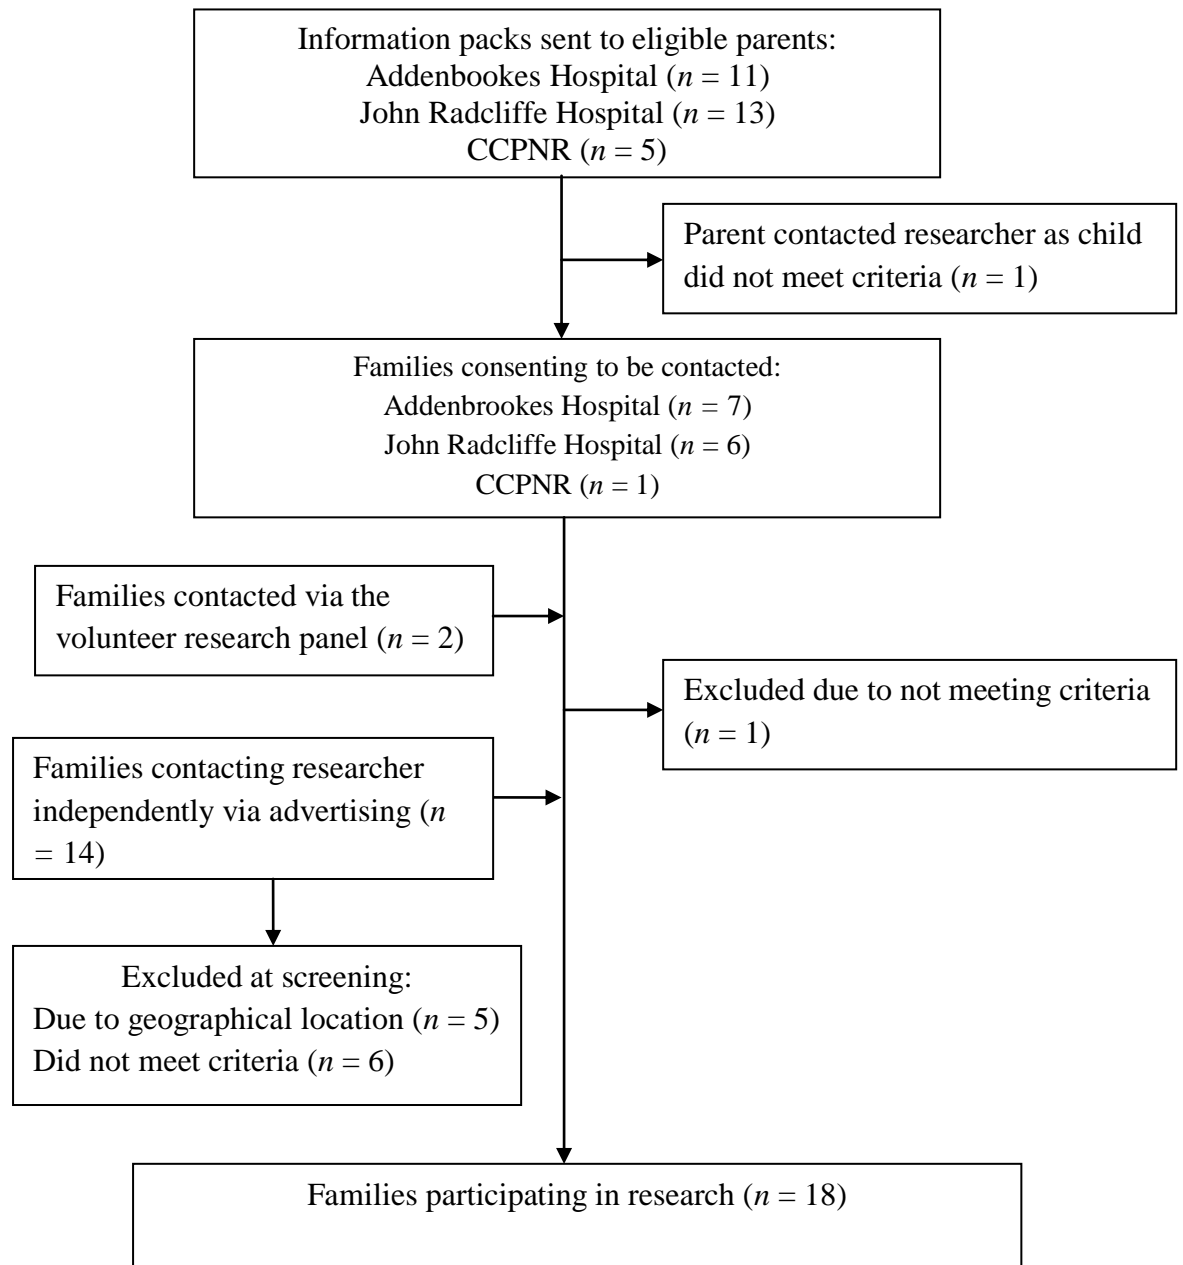 Information packs sent to eligible parents:
Addenbookes Hospital (n = 11)
John Radcliffe Hospital (n = 13)
CCPNR (n = 5)
Parent contacted researcher as child
did not meet criteria (n = 1)
Families consenting to be contacted:
Addenbrookes Hospital (n = 7)
John Radcliffe Hospital (n = 6)
CCPNR (n = 1)
Families contacted via the
volunteer research panel (n = 2)
Excluded due to not meeting criteria
(n = 1)
Families contacting researcher
independently via advertising (n
= 14)
Excluded at screening:
Due to geographical location (n = 5)
Did not meet criteria (n = 6)
Families participating in research (n = 18)